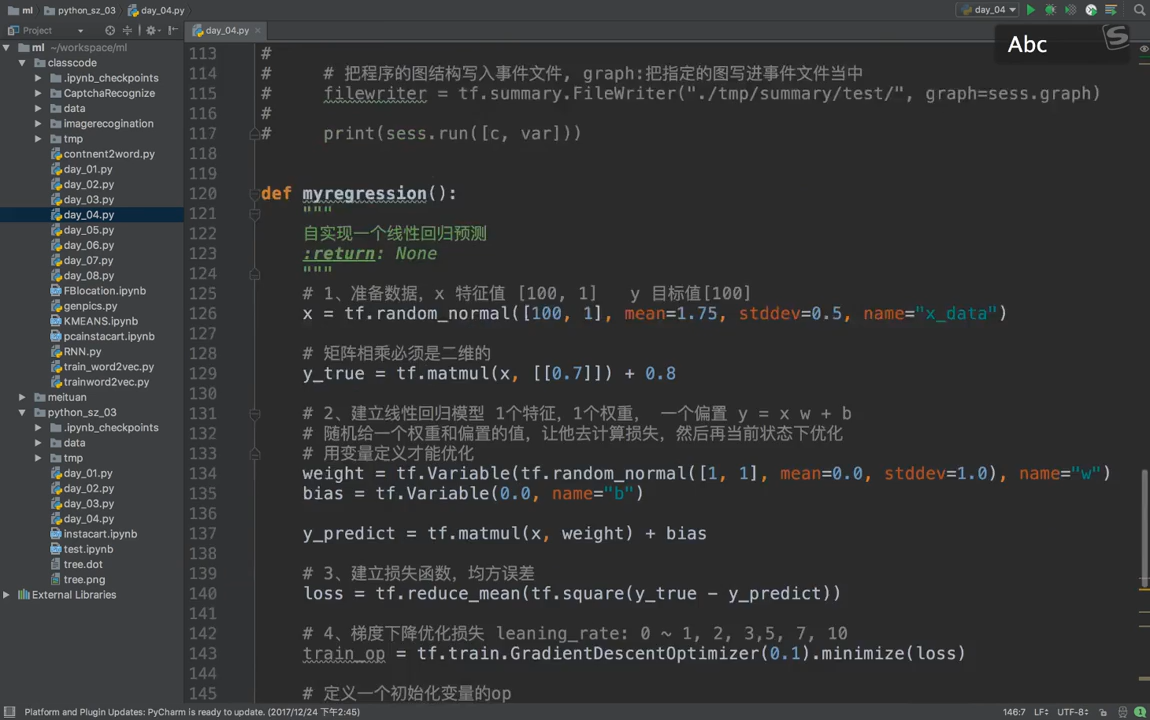 ml python_sz_03 day_04.py
day_04
Project
day_04.py
Abc
ml ~/workspace/ml
classcode
.ipynb_checkpoints
CaptchaRecognize
data
imagerecogination
tmp
contnent2word.py
day_01.py
day_02.py
day_03.py
day_04.py
day_05.py
day_06.py
day_07.py
day_08.py
FBlocation.ipynb
genpics.py
KMEANS.ipynb
pcainstacart.ipynb
RNN.py
train_word2vec.py
trainword2vec.py
meituan
python_sz_03
.ipynb_checkpoints
data
tmp
day_01.py
day_02.py
day_03.py
day_04.py
instacart.ipynb
test.ipynb
tree.dot
tree.png
External Libraries
113 #
114 # # 把程序的图结构写入事件文件, graph:把指定的图写进事件文件当中
115 # filewriter = tf.summary.FileWriter("./tmp/summary/test/", graph=sess.graph)
116 #
117 # print(sess.run([c, var]))
118
119
120 def myregression():
121 """
122 自实现一个线性回归预测
123 :return: None
124 """
125 # 1、准备数据，x 特征值 [100, 1] y 目标值[100]
126 x = tf.random_normal([100, 1], mean=1.75, stddev=0.5, name="x_data")
127
128 # 矩阵相乘必须是二维的
129 y_true = tf.matmul(x, [[0.7]]) + 0.8
130
131 # 2、建立线性回归模型 1个特征，1个权重， 一个偏置 y = x w + b
132 # 随机给一个权重和偏置的值，让他去计算损失，然后再当前状态下优化
133 # 用变量定义才能优化
134 weight = tf.Variable(tf.random_normal([1, 1], mean=0.0, stddev=1.0), name="w")
135 bias = tf.Variable(0.0, name="b")
136
137 y_predict = tf.matmul(x, weight) + bias
138
139 # 3、建立损失函数，均方误差
140 loss = tf.reduce_mean(tf.square(y_true - y_predict))
141
142 # 4、梯度下降优化损失 leaning_rate: 0 ~ 1, 2, 3,5, 7, 10
143 train_op = tf.train.GradientDescentOptimizer(0.1).minimize(loss)
144
145 # 定义一个初始化变量的op
Platform and Plugin Updates: PyCharm is ready to update. (2017/12/24 下午2:45)
146:7 LF÷ UTF-8÷ 1